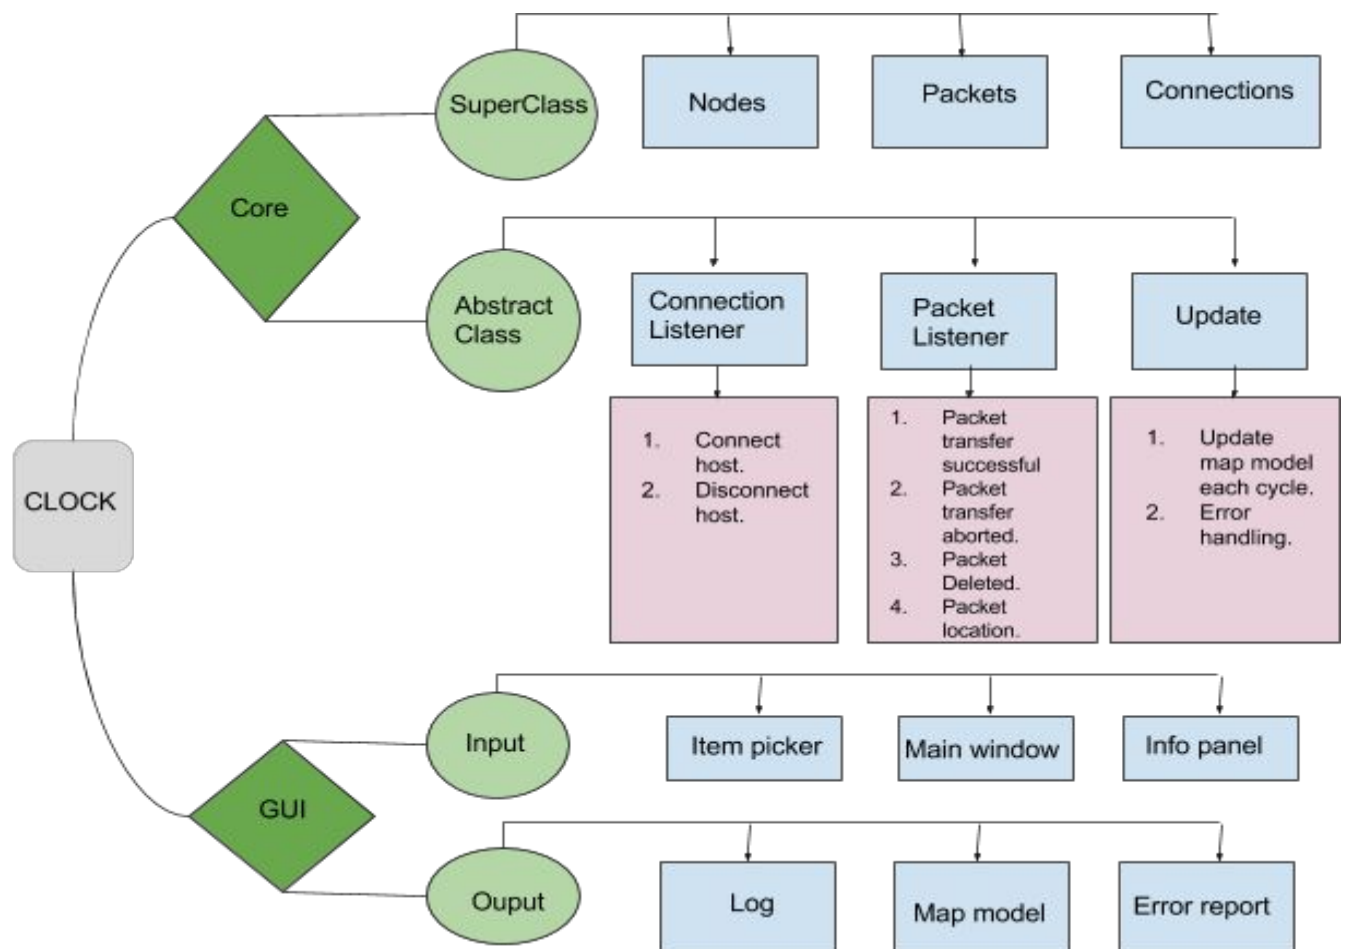 SuperClass
Nodes
Packets
Connections
Core
Abstract
Class
Connection
Listener
Packet
Listener
Update
1. Connect
host.
2. Disconnect
host.
1. Packet
transfer
successful
2. Packet
transfer
aborted.
3. Packet
Deleted.
4. Packet
location.
1. Update
map model
each cycle.
2. Error
handling.
CLOCK
Input
Item picker
Main window
Info panel
GUI
Ouput
Log
Map model
Error report